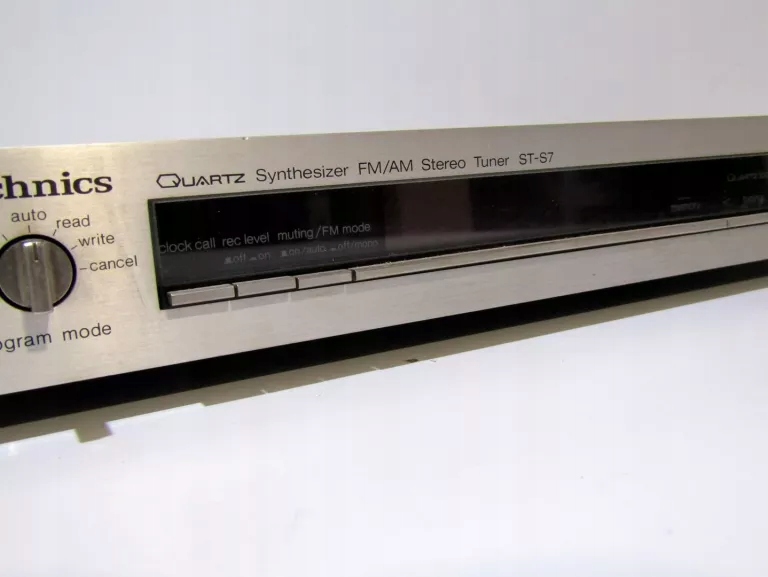 chnics
QUARTZ Synthesizer FM/AM Stereo Tuner ST-S7
auto
read
write
cancel
ogram mode
clock call rec level muting/FM mode
off on on/auto off/mono
memory